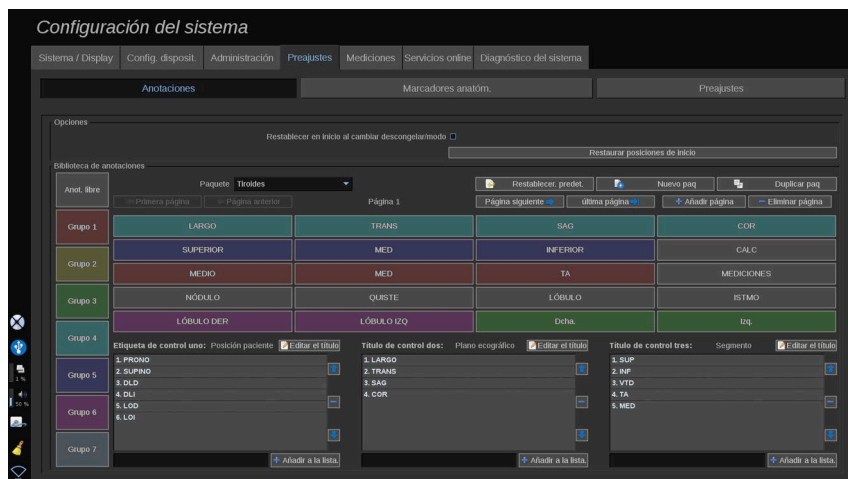 Configuración del sistema
Sistema / Display Config. disposit. Administración Preajustes Mediciones Servicios online Diagnóstico del sistema
Anotaciones Marcadores anatóm. Preajustes
Opciones
Restablecer en inicio al cambiar descongelar/modo
Restaurar posiciones de inicio
Biblioteca de anotaciones
Anot. libre Paquete Tiroides Restablecer. predet. Nuevo paq Duplicar paq
Primera página Página anterior Página 1 Página siguiente última página Añadir página Eliminar página
Grupo 1 LARGO TRANS SAG COR
SUPERIOR MED INFERIOR CALC
Grupo 2 MEDIO MED TA MEDICIONES
Grupo 3 NÓDULO QUISTE LÓBULO ISTMO
LÓBULO DER LÓBULO IZQ Dcha. Izq.
Grupo 4
Etiqueta de control uno: Posición paciente Editar el título Título de control dos: Plano ecográfico Editar el título Título de control tres: Segmento Editar el título
1. PRONO 1. LARGO 1. SUP
2. SUPINO 2. TRANS 2. INF
3. DLD 3. SAG 3. VTD
4. DLI 4. COR 4. TA
5. LOD 5. MED
6. LOI
Grupo 5
1 %
50 %
Grupo 6
Grupo 7
Añadir a la lista. Añadir a la lista. Añadir a la lista.